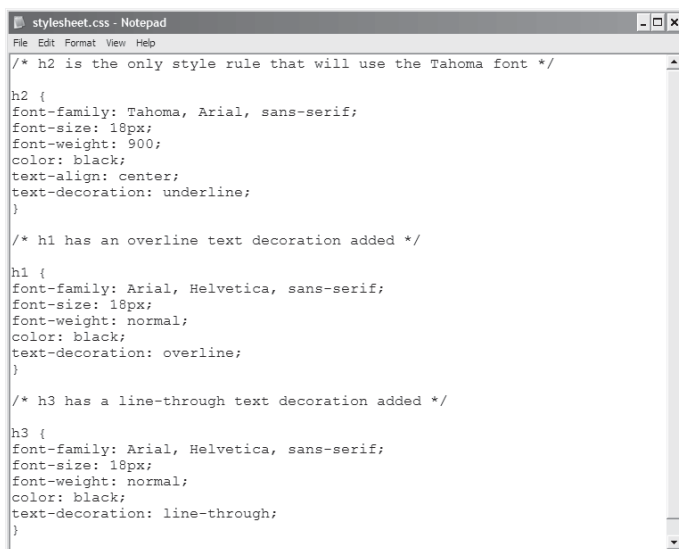 stylesheet.css - Notepad
File Edit Format View Help
/* h2 is the only style rule that will use the Tahoma font */
h2 {
font-family: Tahoma, Arial, sans-serif;
font-size: 18px;
font-weight: 900;
color: black;
text-align: center;
text-decoration: underline;
}
/* h1 has an overline text decoration added */
h1 {
font-family: Arial, Helvetica, sans-serif;
font-size: 18px;
font-weight: normal;
color: black;
text-decoration: overline;
}
/* h3 has a line-through text decoration added */
h3 {
font-family: Arial, Helvetica, sans-serif;
font-size: 18px;
font-weight: normal;
color: black;
text-decoration: line-through;
}